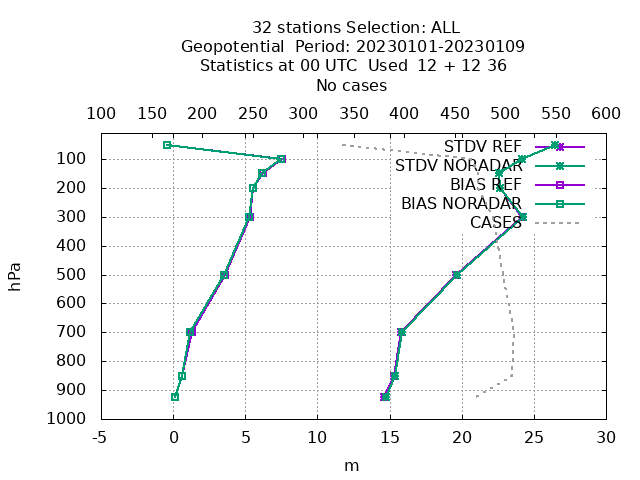 32 stations Selection: ALL
Geopotential  Period: 20230101-20230109
Statistics at 00 UTC  Used  12 + 12 36
No cases
100 150 200 250 300 350 400 450 500 550 600
STDV REF
STDV NORADAR
BIAS REF
BIAS NORADAR
CASES
hPa
100
200
300
400
500
600
700
800
900
1000
-5 0 5 10 15 20 25 30
m